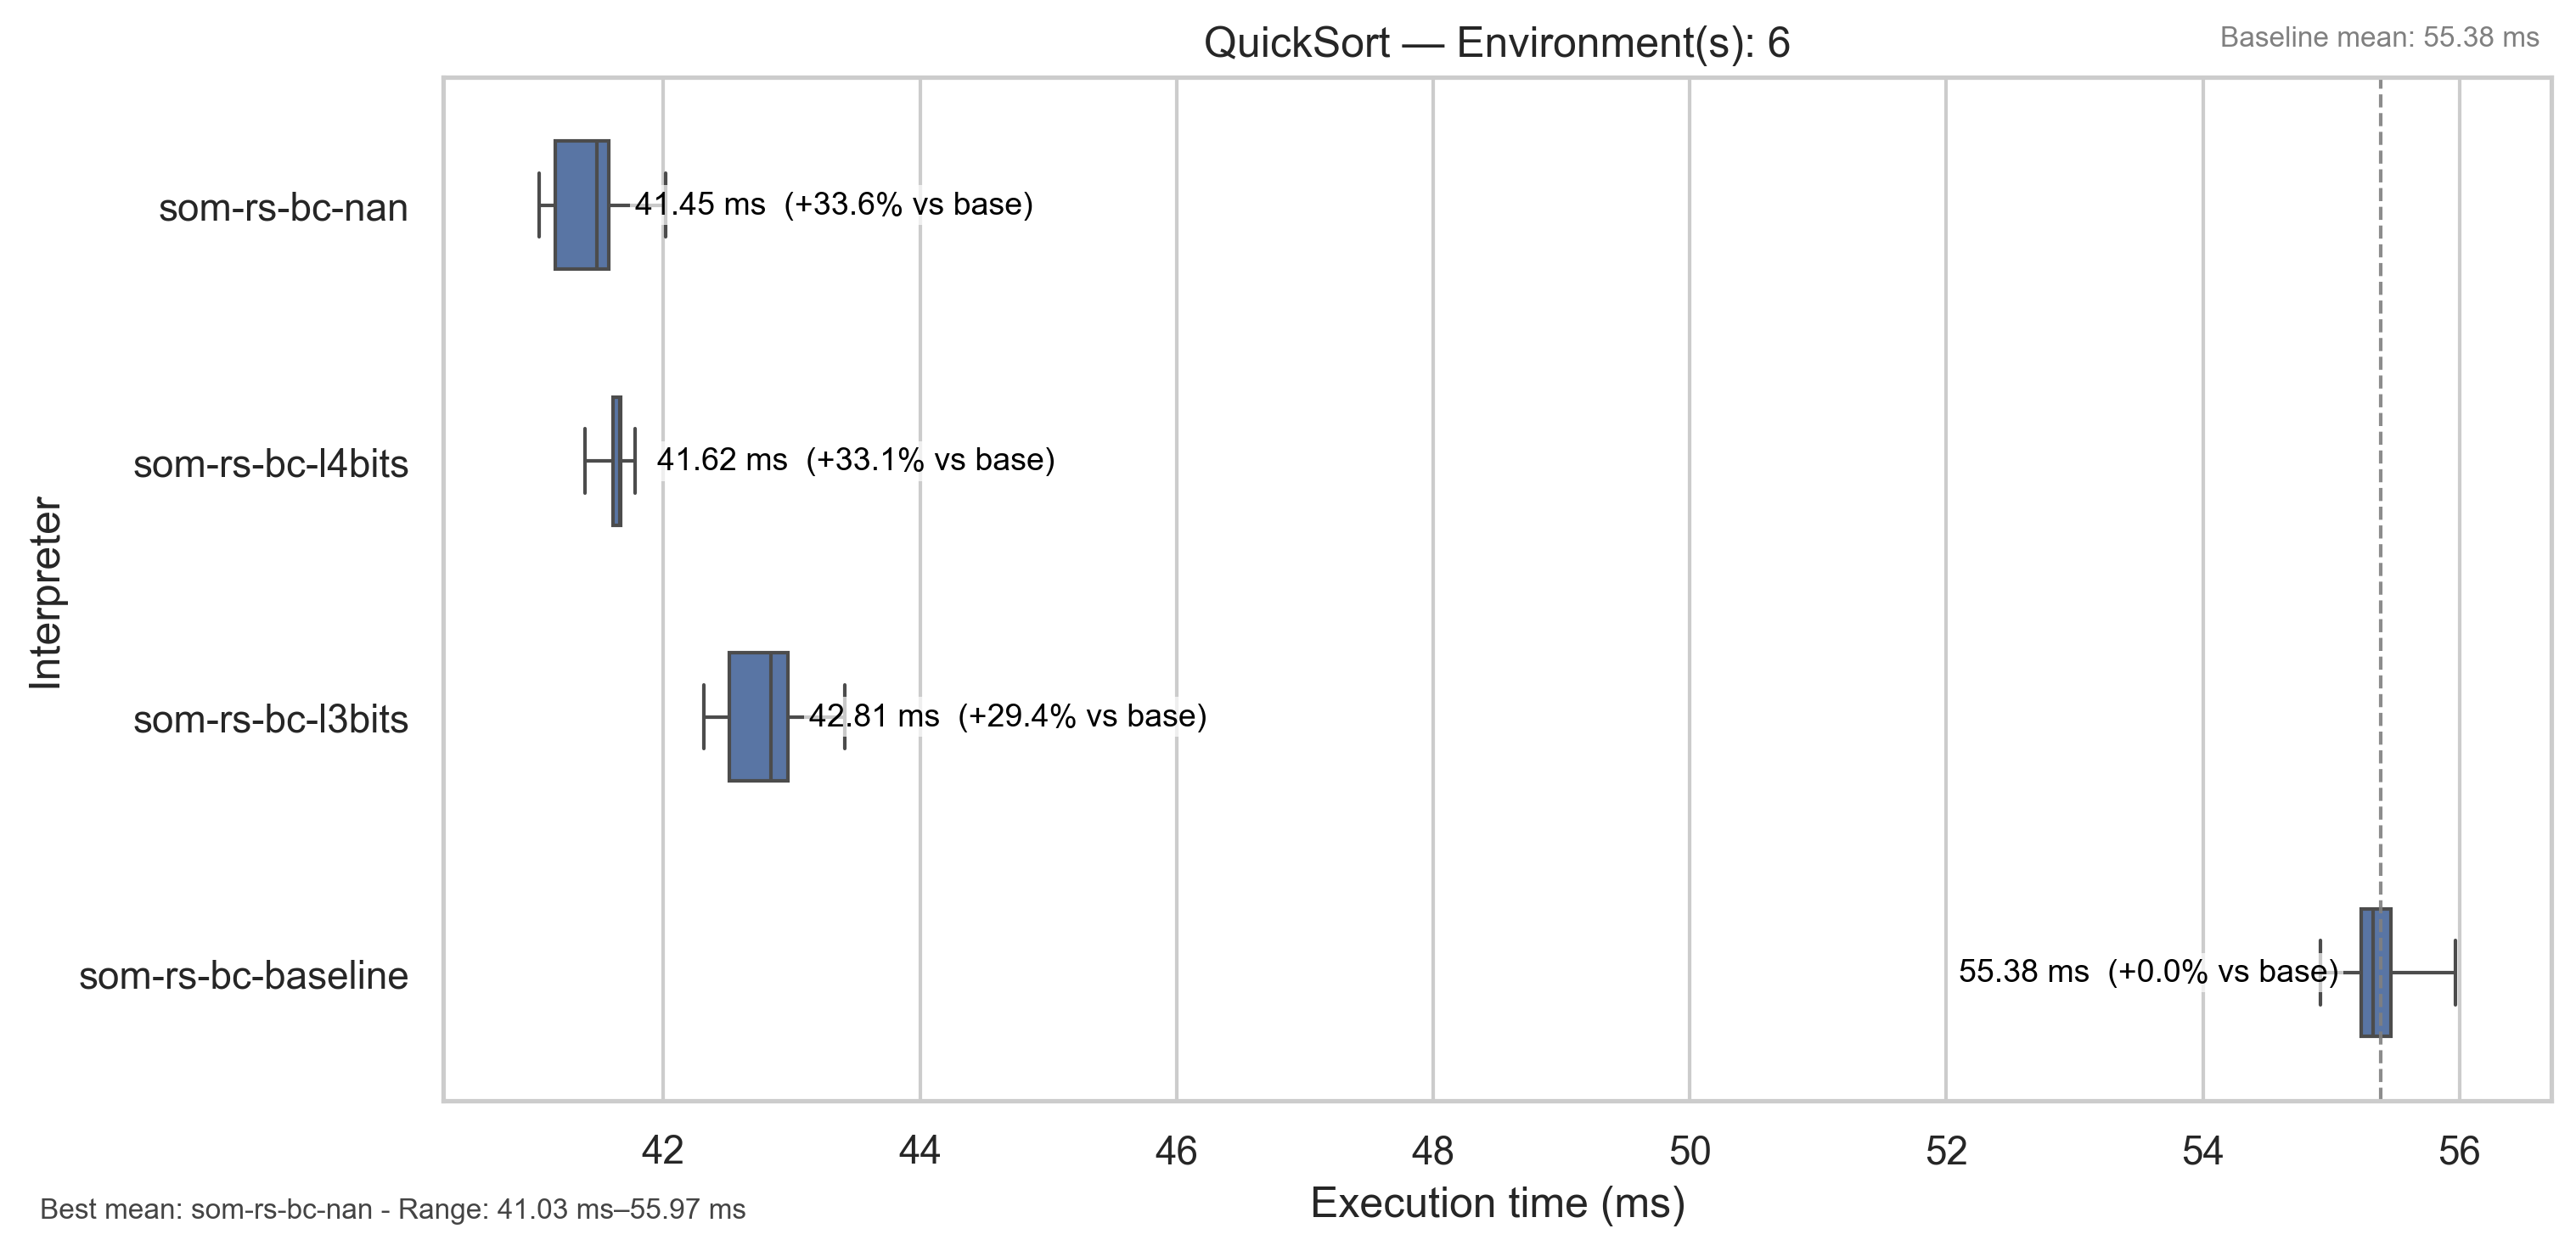 QuickSort — Environment(s): 6
Baseline mean: 55.38 ms
Interpreter
som-rs-bc-nan
41.45 ms (+33.6% vs base)
som-rs-bc-l4bits
41.62 ms (+33.1% vs base)
som-rs-bc-l3bits
42.81 ms (+29.4% vs base)
som-rs-bc-baseline
55.38 ms (+0.0% vs base)
42 44 46 48 50 52 54 56
Execution time (ms)
Best mean: som-rs-bc-nan - Range: 41.03 ms–55.97 ms